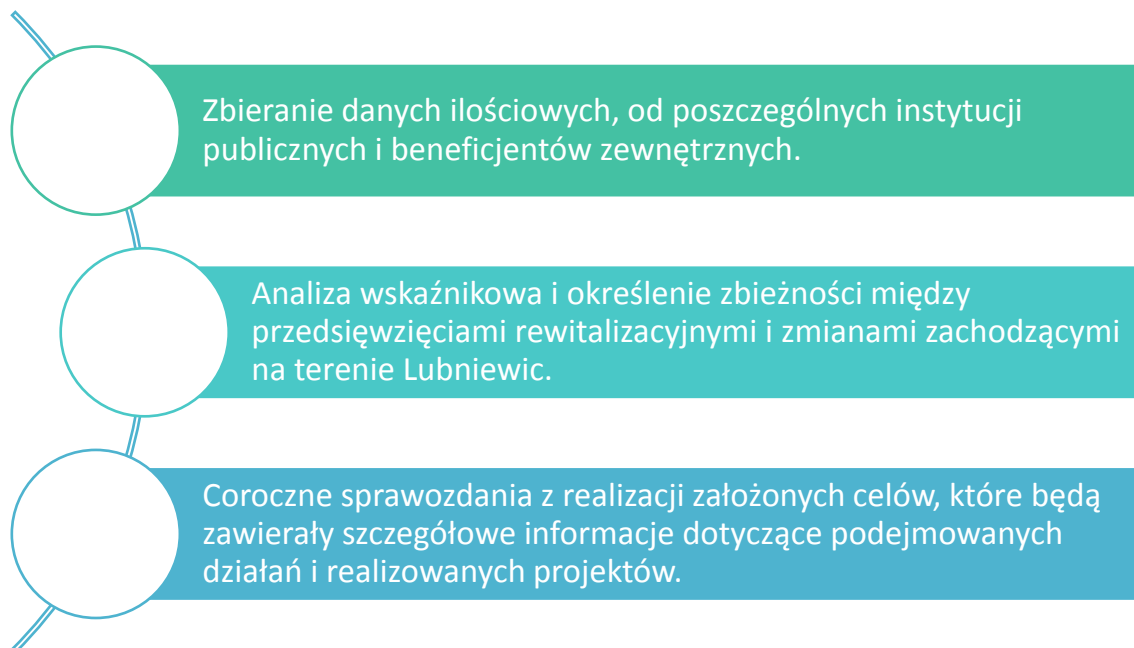 Zbieranie danych ilościowych, od poszczególnych instytucji
publicznych i beneficjentów zewnętrznych.
Analiza wskaźnikowa i określenie zbieżności między
przedsięwzięciami rewitalizacyjnymi i zmianami zachodzącymi
na terenie Lubniewic.
Coroczne sprawozdania z realizacji założonych celów, które będą
zawierały szczegółowe informacje dotyczące podejmowanych
działań i realizowanych projektów.